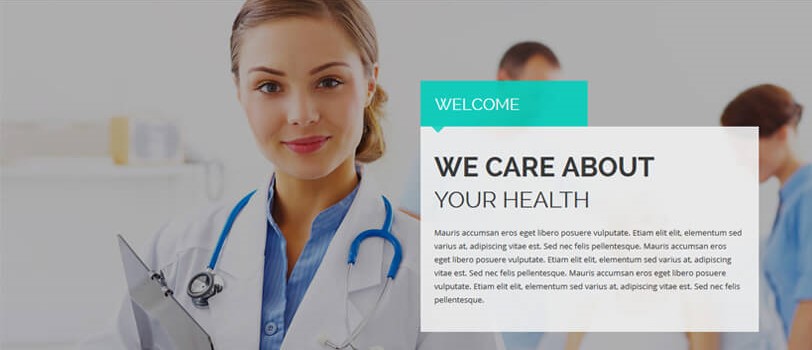 WELCOME
WE CARE ABOUT
YOUR HEALTH
Mauris accumsan eros eget libero posuere vulputate. Etiam elit elit, elementum sed
varius at, adipiscing vitae est. Sed nec felis pellentesque. Mauris accumsan eros
eget libero posuere vulputate. Etiam elit elit, elementum sed varius at, adipiscing
vitae est. Sed nec felis pellentesque. Mauris accumsan eros eget libero posuere
vulputate. Etiam elit elit, elementum sed varius at, adipiscing vitae est. Sed nec felis
pellentesque.